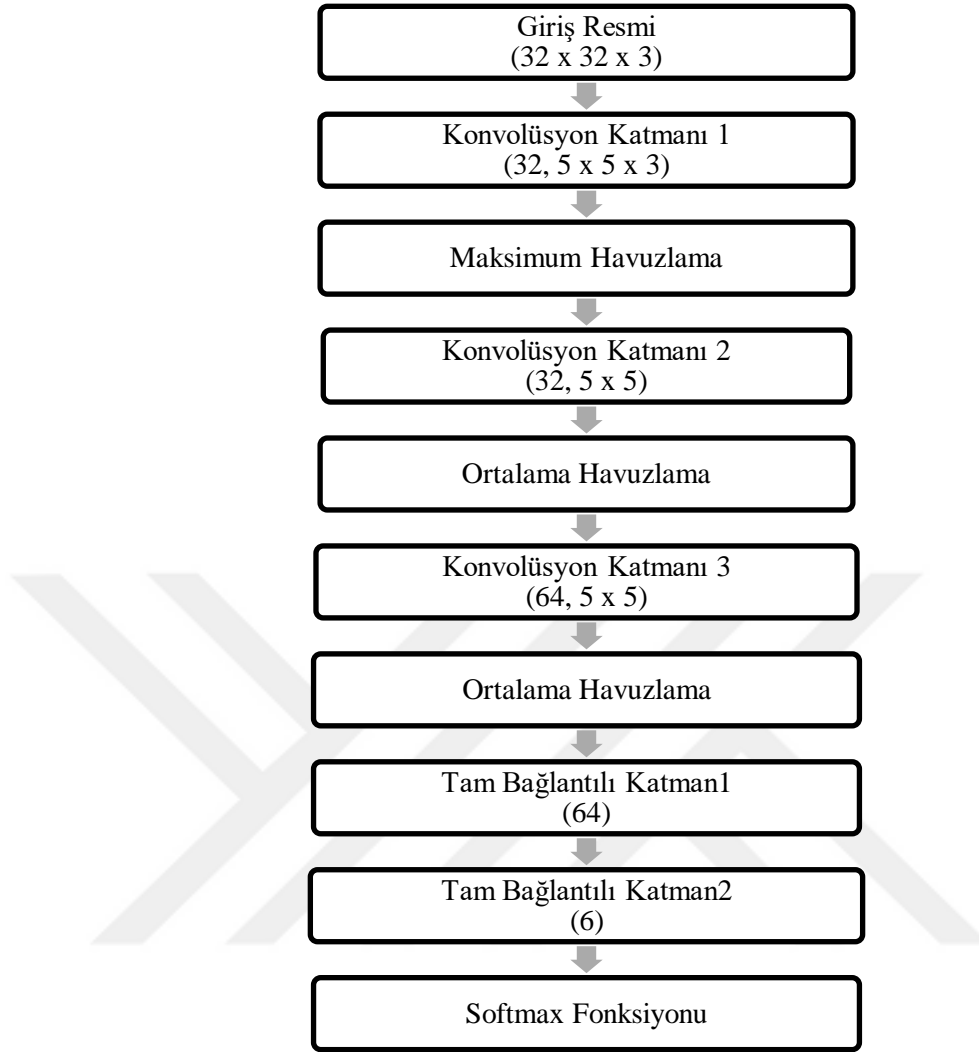 Giriş Resmi
(32 x 32 x 3)
Konvolüsyon Katmanı 1
(32, 5 x 5 x 3)
Maksimum Havuzlama
Konvolüsyon Katmanı 2
(32, 5 x 5)
Ortalama Havuzlama
Konvolüsyon Katmanı 3
(64, 5 x 5)
Ortalama Havuzlama
Tam Bağlantılı Katman1
(64)
Tam Bağlantılı Katman2
(6)
Softmax Fonksiyonu